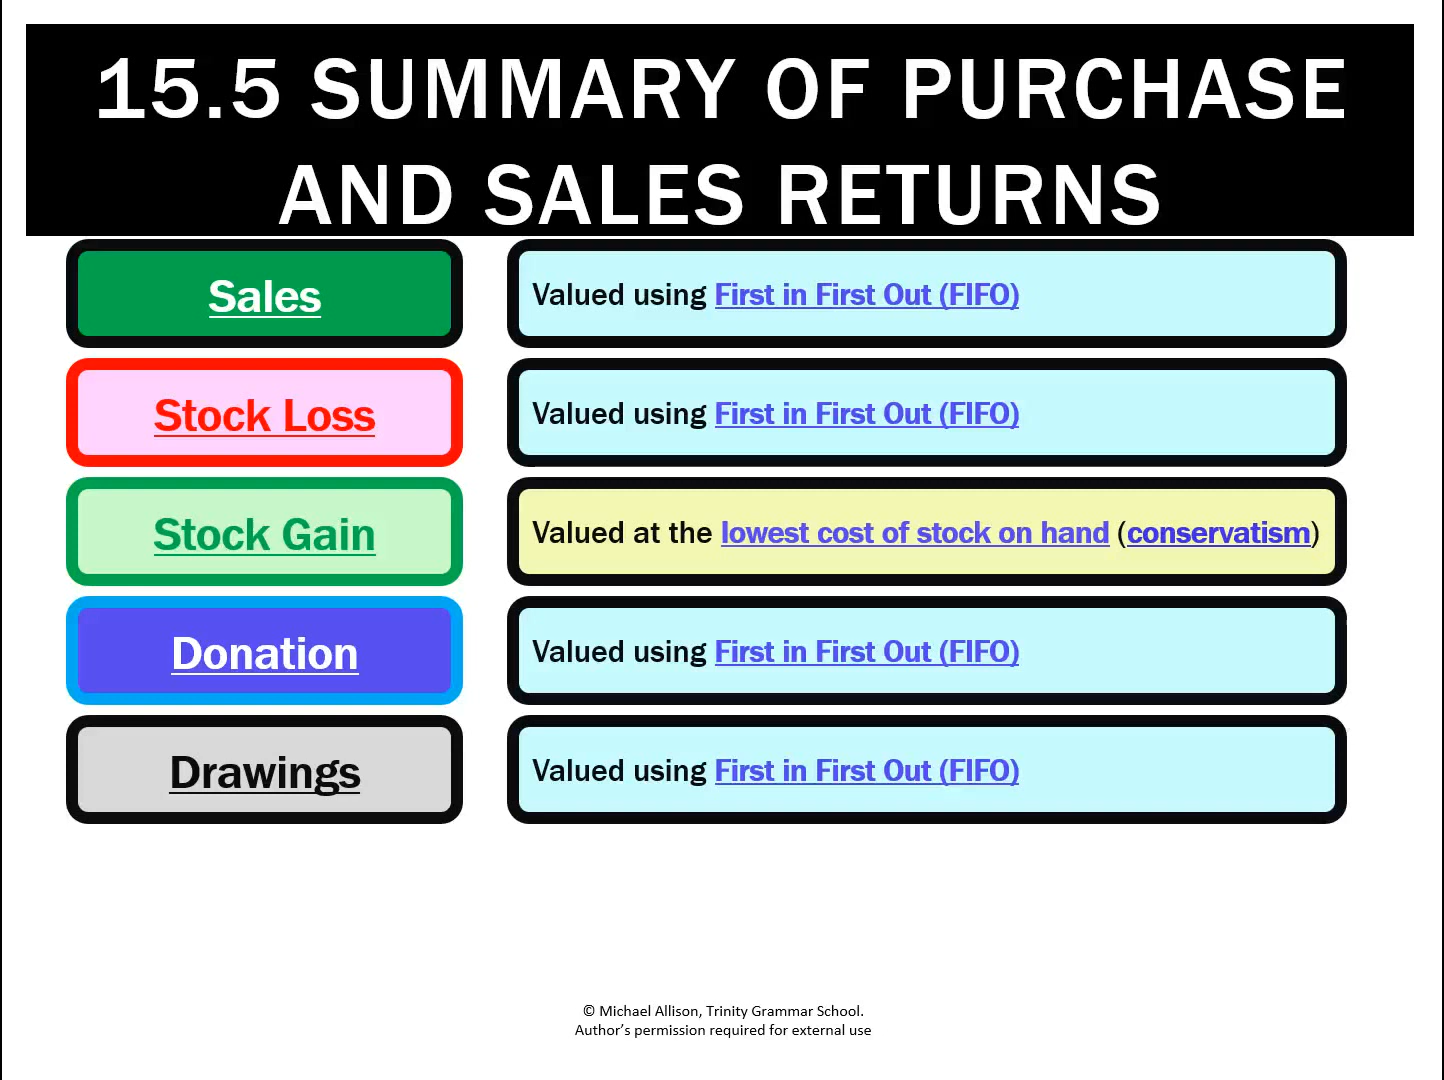 15.5 SUMMARY OF PURCHASE
AND SALES RETURNS
Sales
Valued using First in First Out (FIFO)
Stock Loss
Valued using First in First Out (FIFO)
Stock Gain
Valued at the lowest cost of stock on hand (conservatism)
Donation
Valued using First in First Out (FIFO)
Drawings
Valued using First in First Out (FIFO)
© Michael Allison, Trinity Grammar School.
Author’s permission required for external use